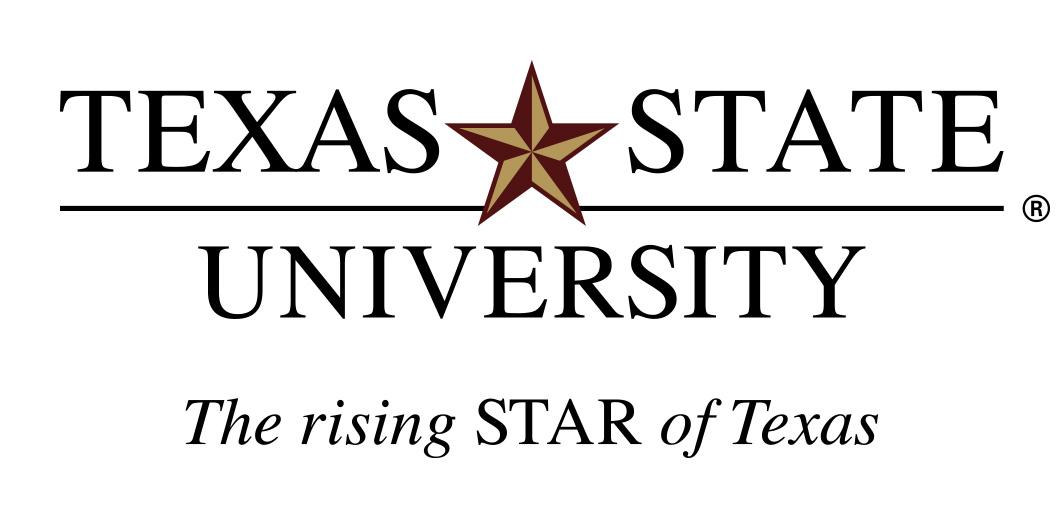 TEXAS STATE
®
UNIVERSITY
The rising STAR of Texas